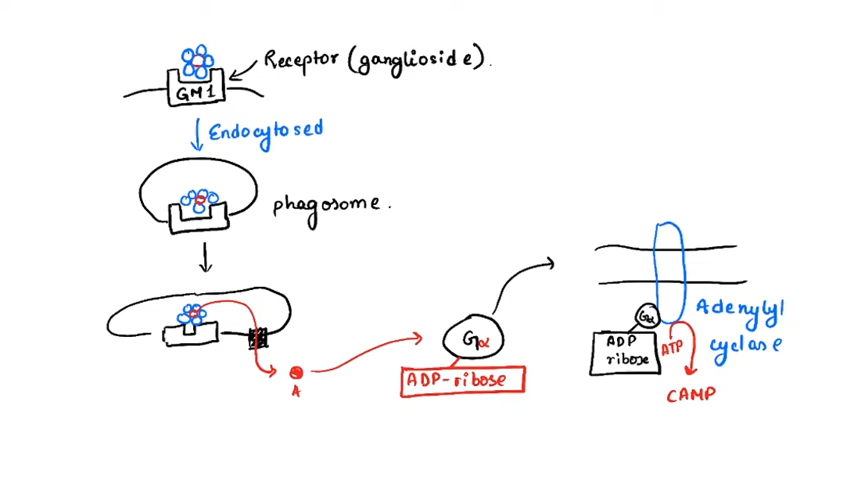 Receptor (ganglioside).
GM1
Endocytosed
phagosome.
A
Gα
ADP-ribose
Gα
ADP
ribose
ATP
CAMP
Adenylyl
cyclase